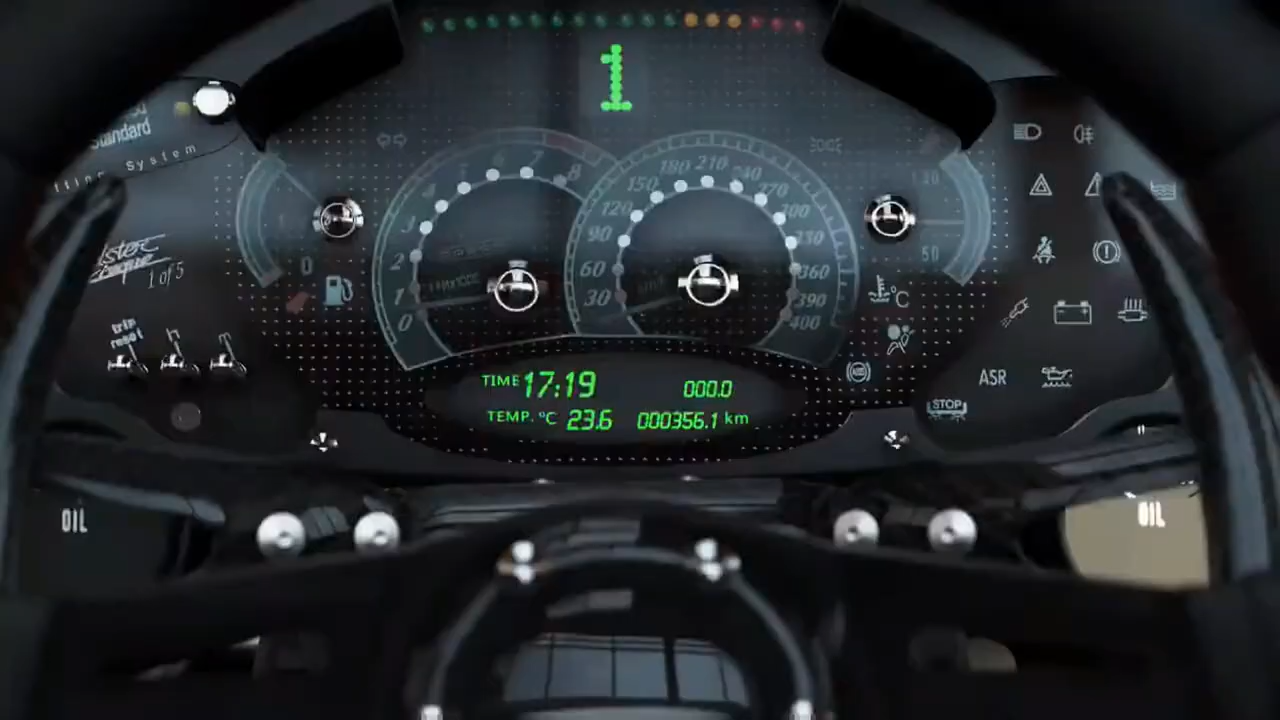 1
Standard
System
1 of 5
trip
reset
0
1
2
3
4
6
7
8
0
30
60
90
120
150
180
210
240
270
300
330
360
390
400
130
50
°C
TIME 17:19
000.0
TEMP. °C 23.6
000356.1 km
ASR
STOP
OIL
OIL